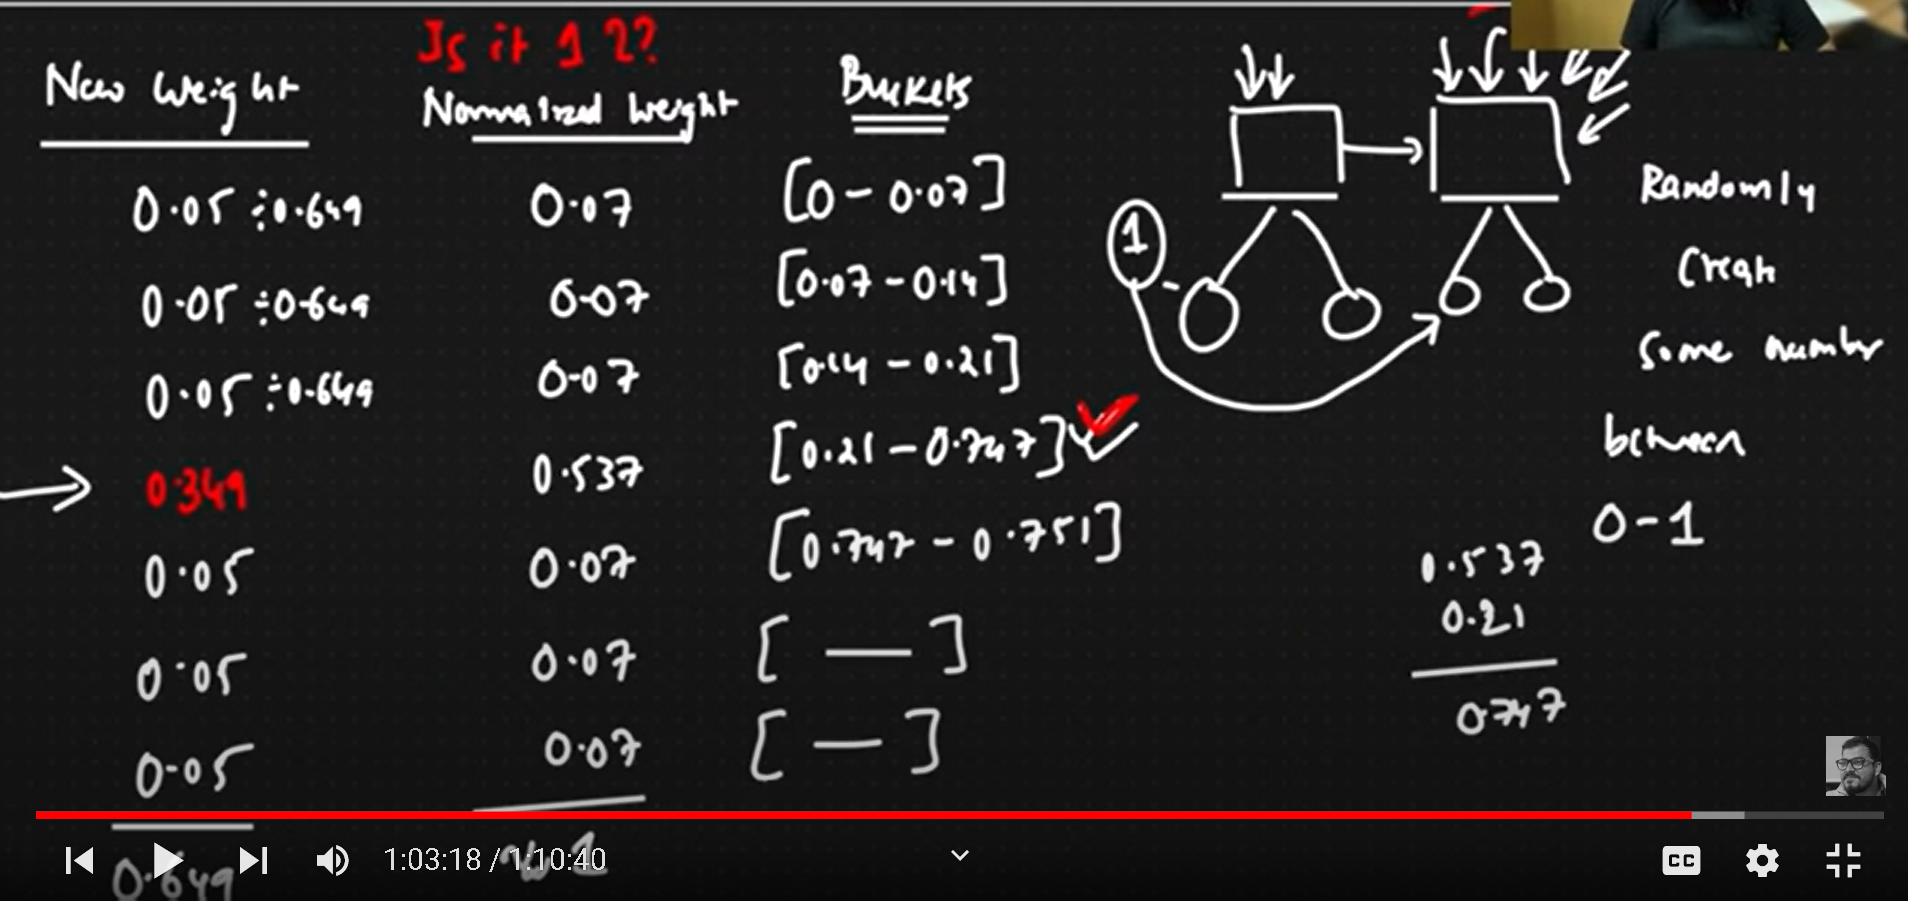 Is it 1 2?
New Weight
Normalized Weight
Buckets
0.05 ÷0.649
0.07
[0 - 0.07]
0.05 ÷0.649
0.07
[0.07 - 0.14]
0.05 ÷0.649
0.07
[0.14 - 0.21]
0.349
0.537
[0.21 - 0.747]
0.05
0.07
[0.747 - 0.751]
0.05
0.07
[ — ]
0.05
0.07
[ — ]
0.649
≈ 1
1
Randomly
Create
Some number
between
0-1
0.537
0.21
0.747
1:03:18 / 1:10:40
CC